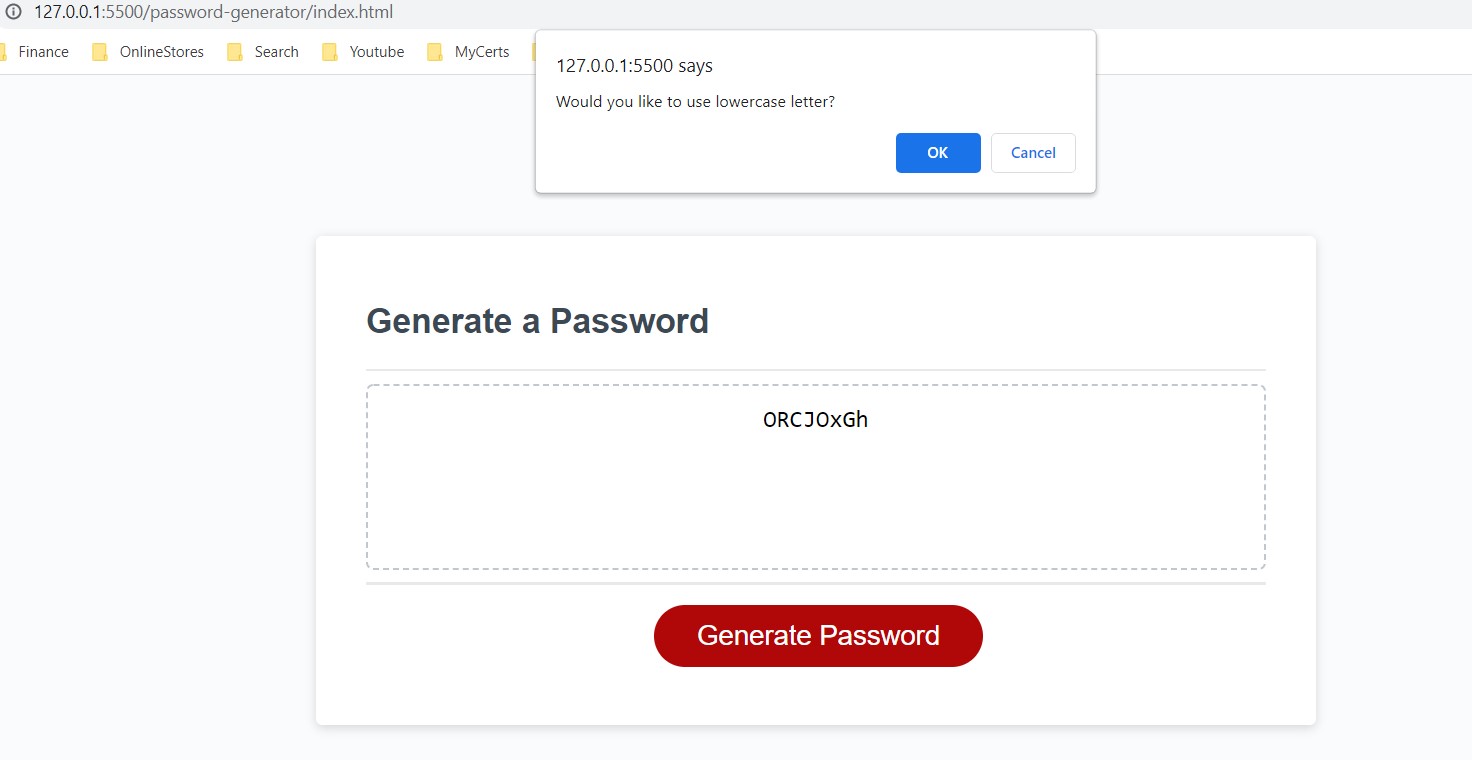 127.0.0.1:5500/password-generator/index.html
Finance OnlineStores Search Youtube MyCerts
127.0.0.1:5500 says
Would you like to use lowercase letter?
OK Cancel
Generate a Password
ORCJOxGh
Generate Password